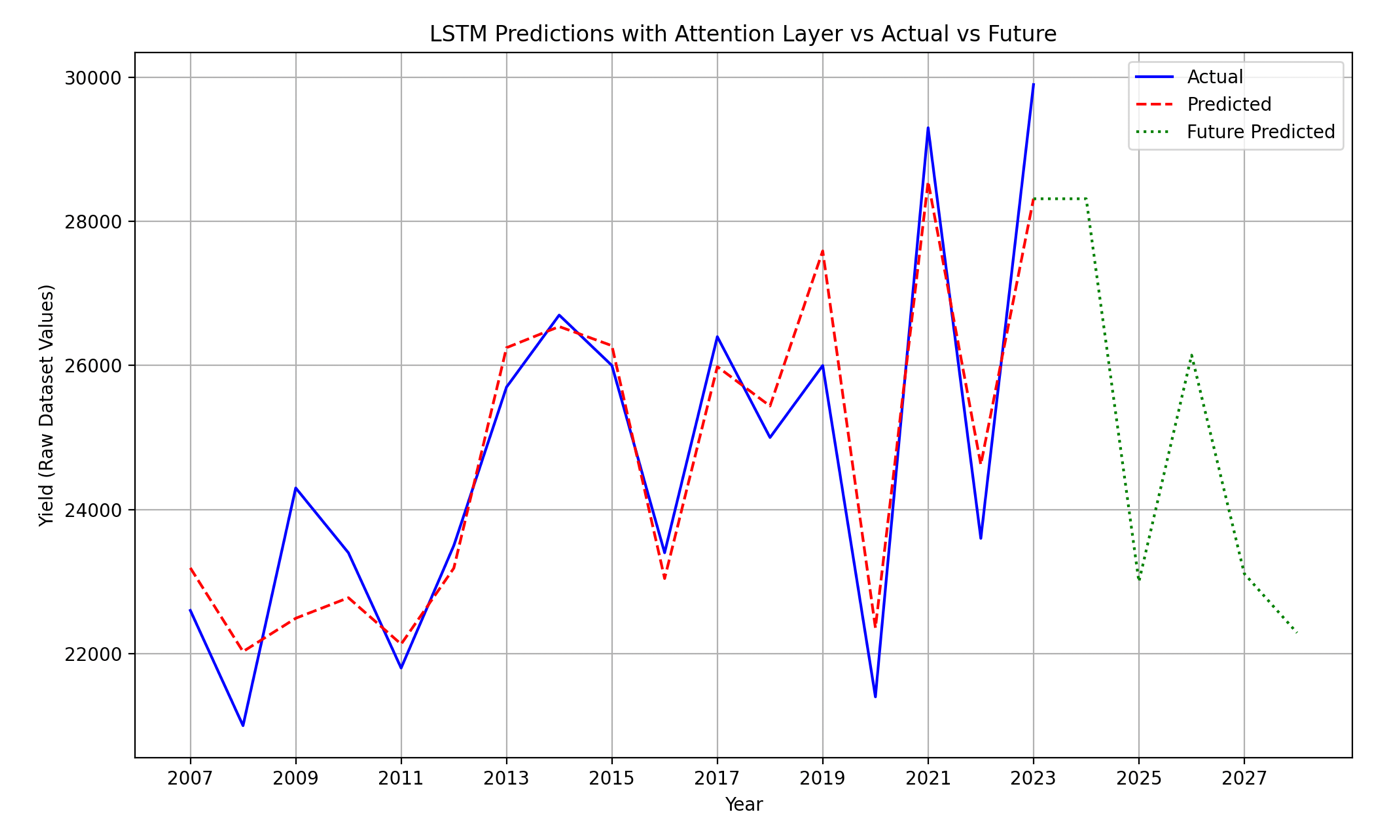 LSTM Predictions with Attention Layer vs Actual vs Future
Actual
Predicted
Future Predicted
Yield (Raw Dataset Values)
30000
28000
26000
24000
22000
2007 2009 2011 2013 2015 2017 2019 2021 2023 2025 2027
Year